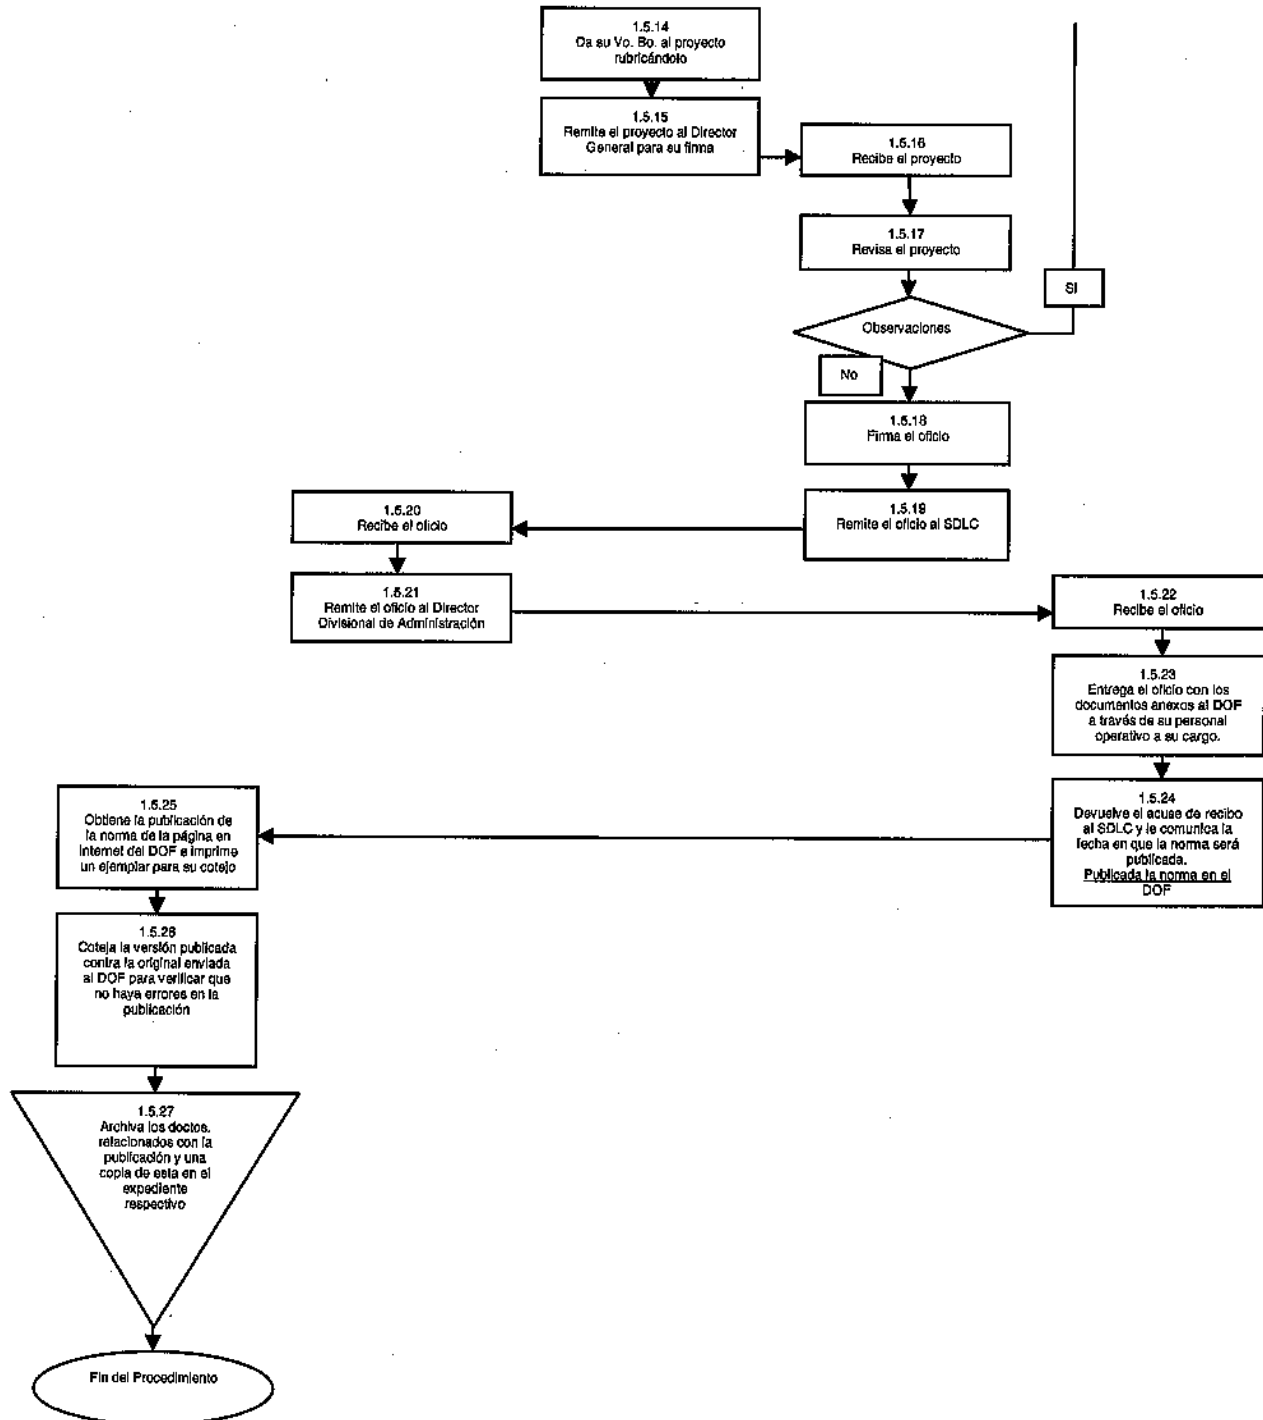 1.5.14
Da su Vo. Bo. al proyecto
rubricándolo
1.5.15
Remite el proyecto al Director
General para su firma
1.5.16
Recibe el proyecto
1.5.17
Revisa el proyecto
SI
Observaciones
No
1.5.18
Firma el oficio
1.5.19
Remite el oficio al SDLC
1.5.20
Recibe el oficio
1.5.21
Remite el oficio al Director
Divisional de Administración
1.5.22
Recibe el oficio
1.5.23
Entrega el oficio con los
documentos anexos al DOF
a través de su personal
operativo a su cargo.
1.5.24
Devuelve el acuse de recibo
al SDLC y le comunica la
fecha en que la norma será
publicada.
Publicada la norma en el
DOF
1.5.25
Obtiene la publicación de
la norma de la página en
Internet del DOF e imprime
un ejemplar para su cotejo
1.5.26
Coteja la versión publicada
contra la original enviada
al DOF para verificar que
no haya errores en la
publicación
1.5.27
Archiva los doctos.
relacionados con la
publicación y una
copia de esta en el
expediente
respectivo
Fin del Procedimiento